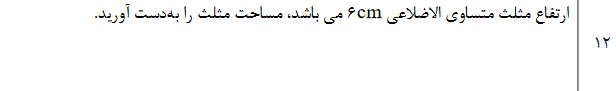 ارتفاع مثلث متساوی الاضلاعی ۶cm می باشد، مساحت مثلث را به‌دست آورید.
۱۲